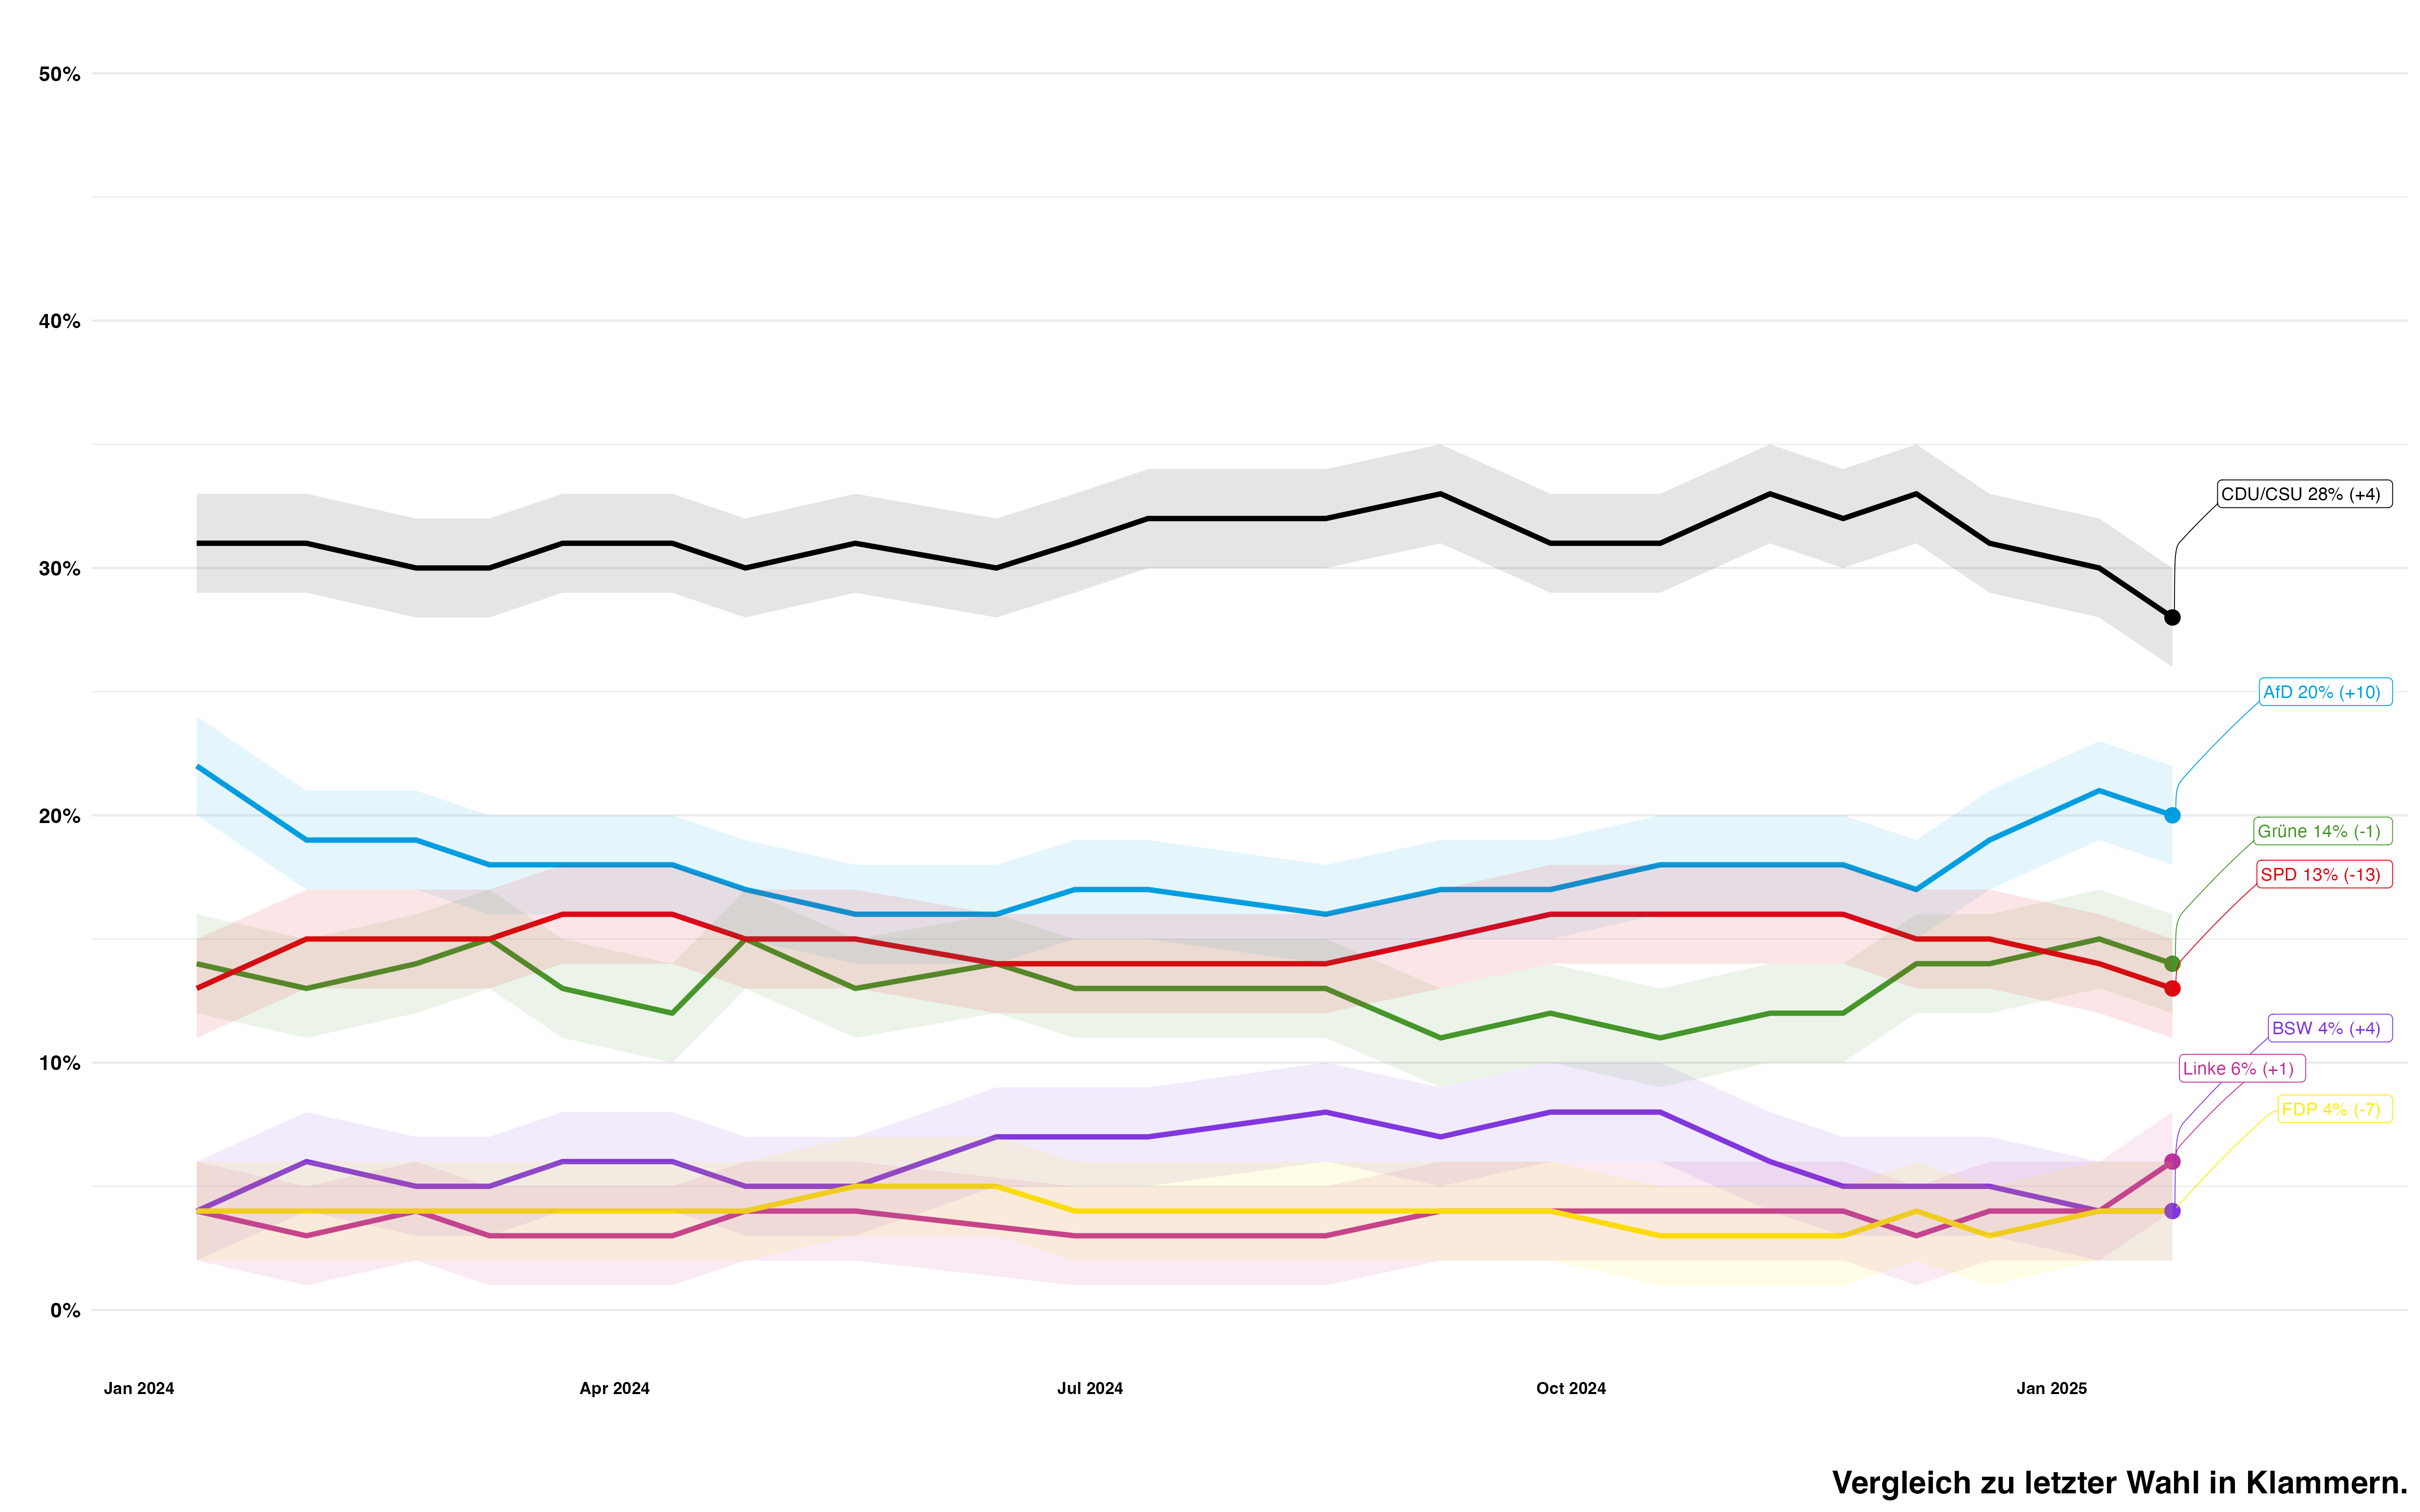 50%
40%
30%
20%
10%
0%
CDU/CSU 28% (+4)
AfD 20% (+10)
Grüne 14% (-1)
SPD 13% (-13)
BSW 4% (+4)
Linke 6% (+1)
FDP 4% (-7)
Jan 2024
Apr 2024
Jul 2024
Oct 2024
Jan 2025
Vergleich zu letzter Wahl in Klammern.